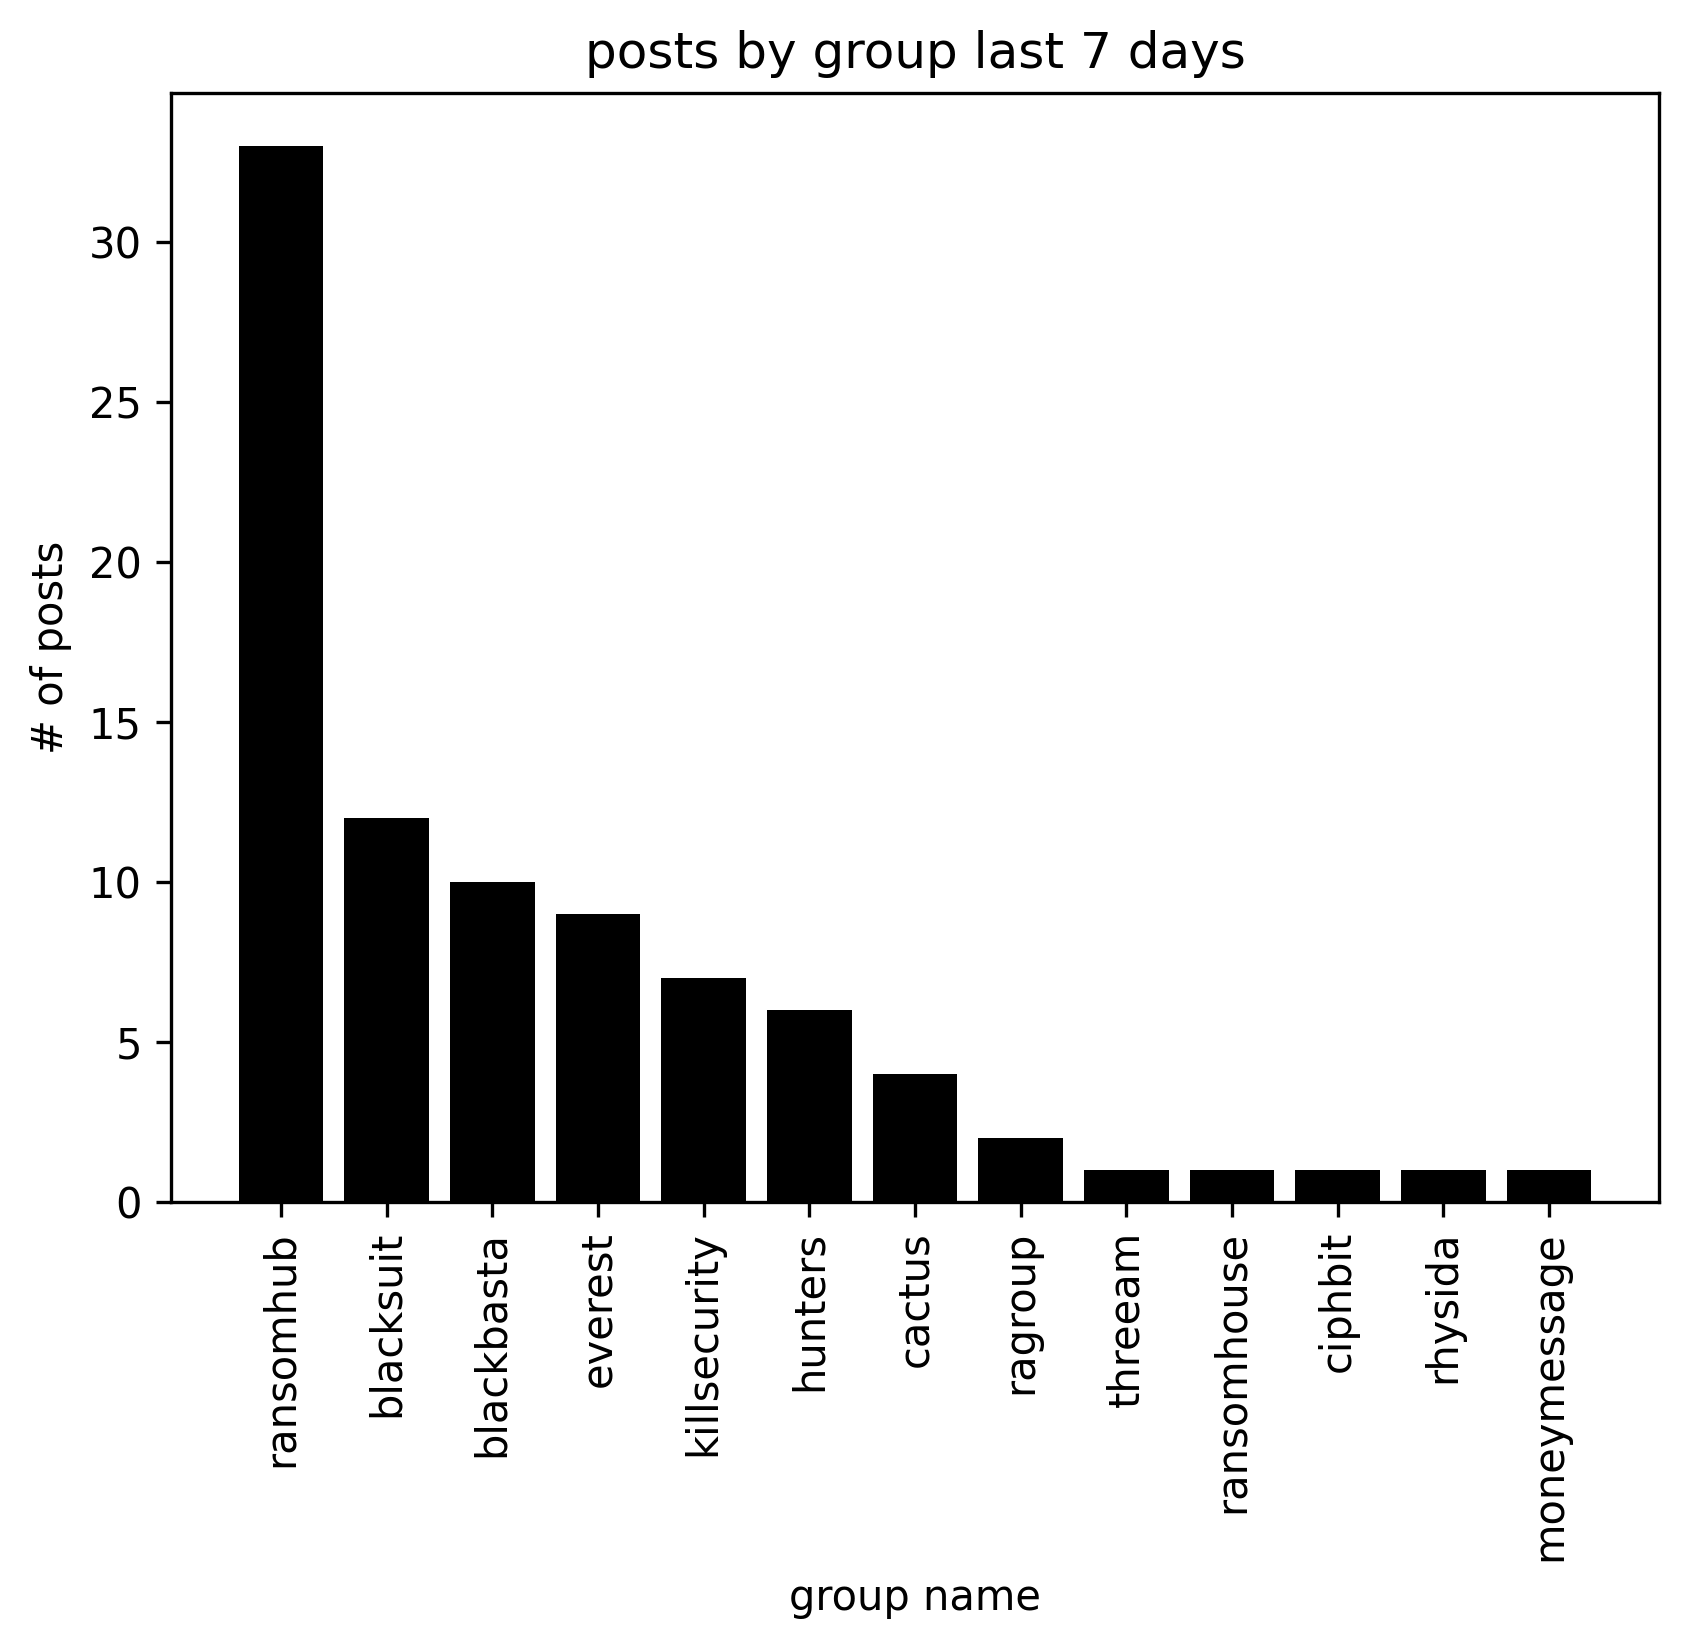 posts by group last 7 days
# of posts
30
25
20
15
10
5
0
ransomhub
blacksuit
blackbasta
everest
killsecurity
hunters
cactus
ragroup
threeam
ransomhouse
ciphbit
rhysida
moneymessage
group name